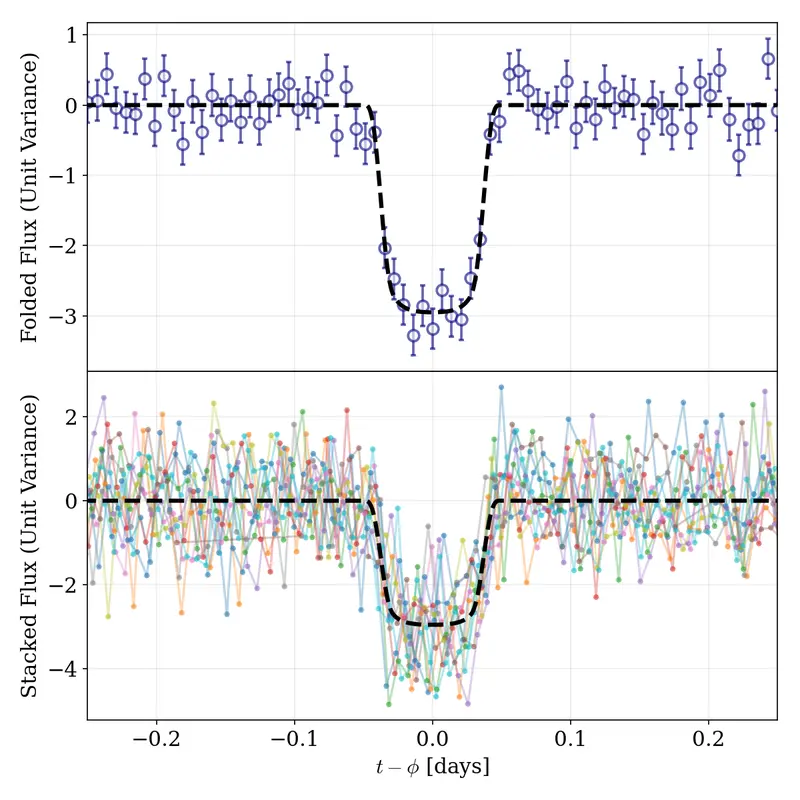 Folded Flux (Unit Variance)
1
0
−1
−2
−3
Stacked Flux (Unit Variance)
2
0
−2
−4
−0.2 −0.1 0.0 0.1 0.2
t − ϕ [days]